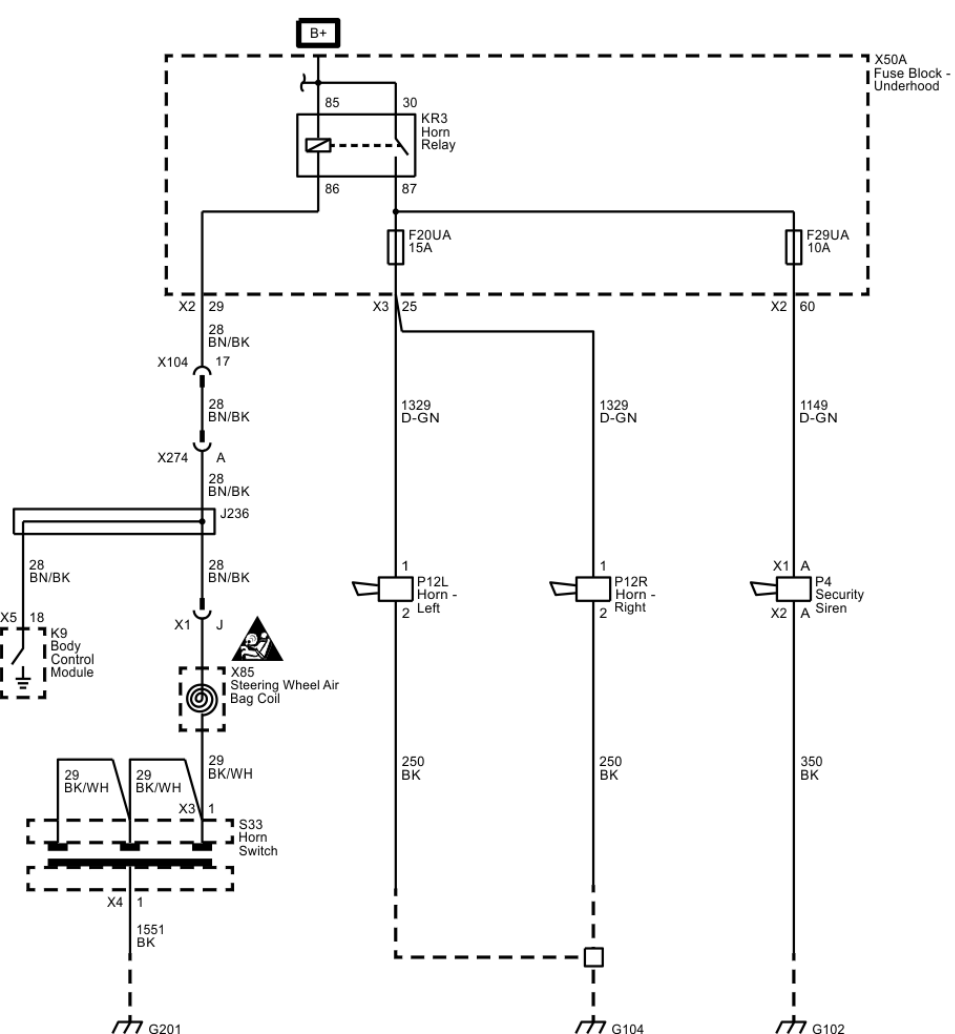 B+
X50A
Fuse Block -
Underhood
85
30
KR3
Horn
Relay
86
87
F20UA
15A
F29UA
10A
X2 29
X3 25
X2 60
28
BN/BK
X104 17
28
BN/BK
1329
D-GN
1329
D-GN
1149
D-GN
X274 A
28
BN/BK
J236
28
BN/BK
28
BN/BK
1
P12L
Horn -
Left
2
1
P12R
Horn -
Right
2
X1 A
P4
Security
Siren
X2 A
X5 18
K9
Body
Control
Module
X1 J
X85
Steering Wheel Air
Bag Coil
29
BK/WH
29
BK/WH
29
BK/WH
250
BK
250
BK
350
BK
X3 1
S33
Horn
Switch
X4 1
1551
BK
G201
G104
G102